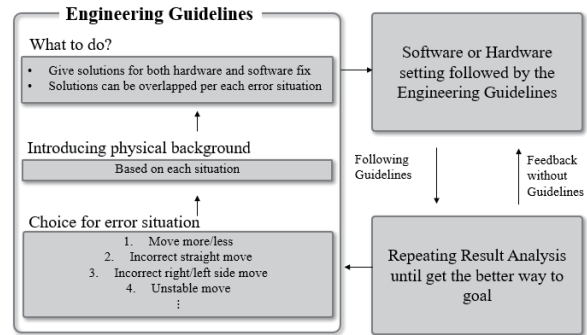 Engineering Guidelines
What to do?
• Give solutions for both hardware and software fix
• Solutions can be overlapped per each error situation
Introducing physical background
Based on each situation
Choice for error situation
1. Move more/less
2. Incorrect straight move
3. Incorrect right/left side move
4. Unstable move
⋮
Software or Hardware
setting followed by the
Engineering Guidelines
Following
Guidelines
Feedback
without
Guidelines
Repeating Result Analysis
until get the better way to
goal